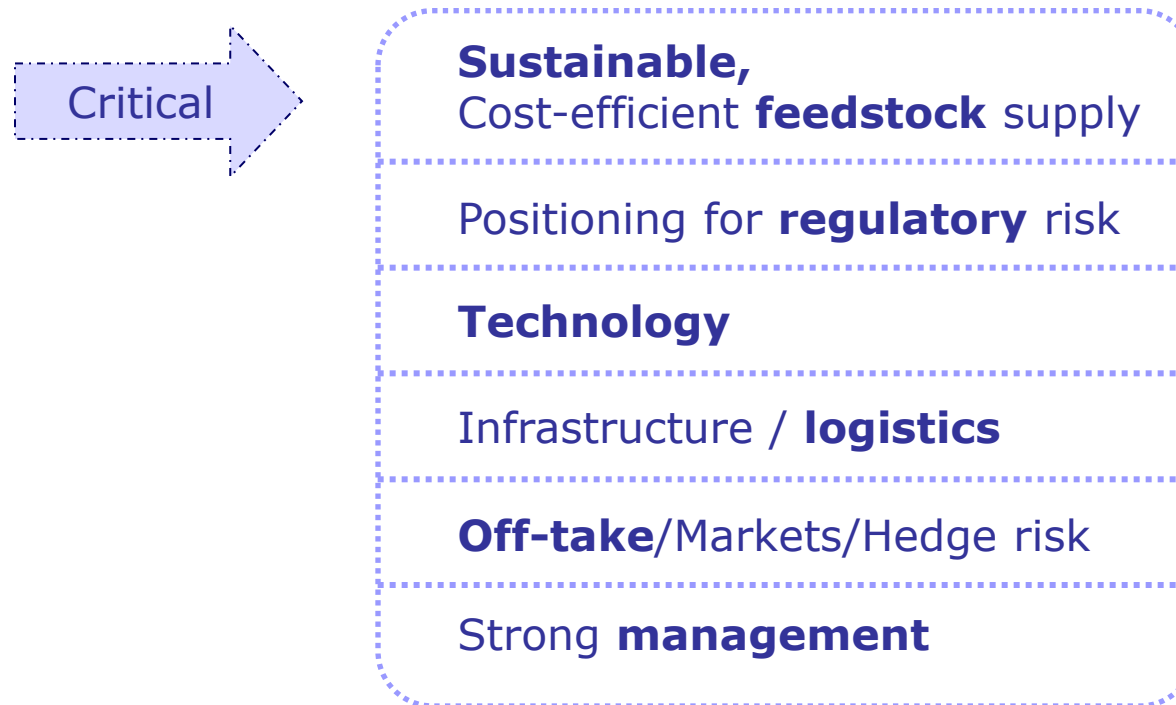 Critical
Sustainable,
Cost-efficient feedstock supply
Positioning for regulatory risk
Technology
Infrastructure / logistics
Off-take/Markets/Hedge risk
Strong management